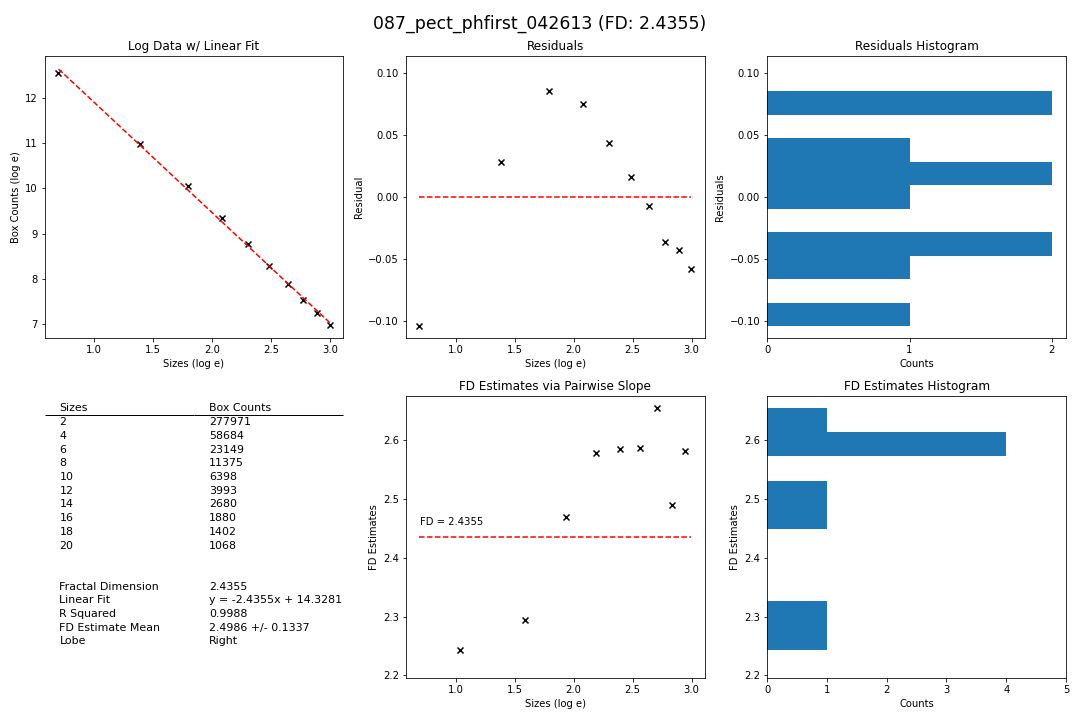 087_pect_phfirst_042613 (FD: 2.4355)
Log Data w/ Linear Fit
12
11
10
9
8
7
Box Counts (log e)
1.0 1.5 2.0 2.5 3.0
Sizes (log e)
Residuals
0.10
0.05
0.00
−0.05
−0.10
Residual
1.0 1.5 2.0 2.5 3.0
Sizes (log e)
Residuals Histogram
0.10
0.05
0.00
−0.05
−0.10
Residuals
0 1 2
Counts
Sizes Box Counts
2 277971
4 58684
6 23149
8 11375
10 6398
12 3993
14 2680
16 1880
18 1402
20 1068
Fractal Dimension 2.4355
Linear Fit y = -2.4355x + 14.3281
R Squared 0.9988
FD Estimate Mean 2.4986 +/- 0.1337
Lobe Right
FD Estimates via Pairwise Slope
2.6
2.5
2.4
2.3
2.2
FD Estimates
FD = 2.4355
1.0 1.5 2.0 2.5 3.0
Sizes (log e)
FD Estimates Histogram
2.6
2.5
2.4
2.3
2.2
FD Estimates
0 1 2 3 4 5
Counts